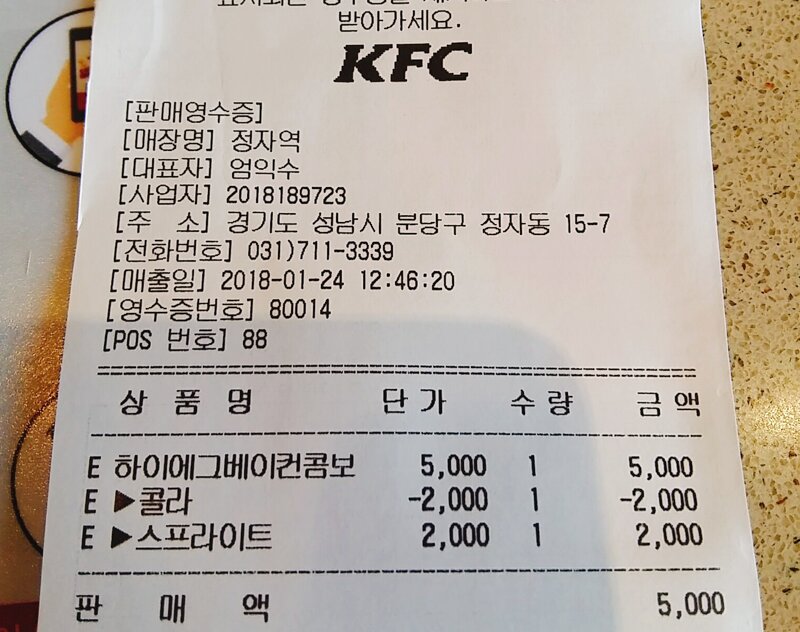 받아가세요.
KFC
[판매영수증]
[매장명] 정자역
[대표자] 엄익수
[사업자] 2018189723
[주 소] 경기도 성남시 분당구 정자동 15-7
[전화번호] 031)711-3339
[매출일] 2018-01-24 12:46:20
[영수증번호] 80014
[POS 번호] 88
상 품 명 단 가 수 량 금 액
E 하이에그베이컨콤보 5,000 1 5,000
E ▶콜라 -2,000 1 -2,000
E ▶스프라이트 2,000 1 2,000
판 매 액 5,000